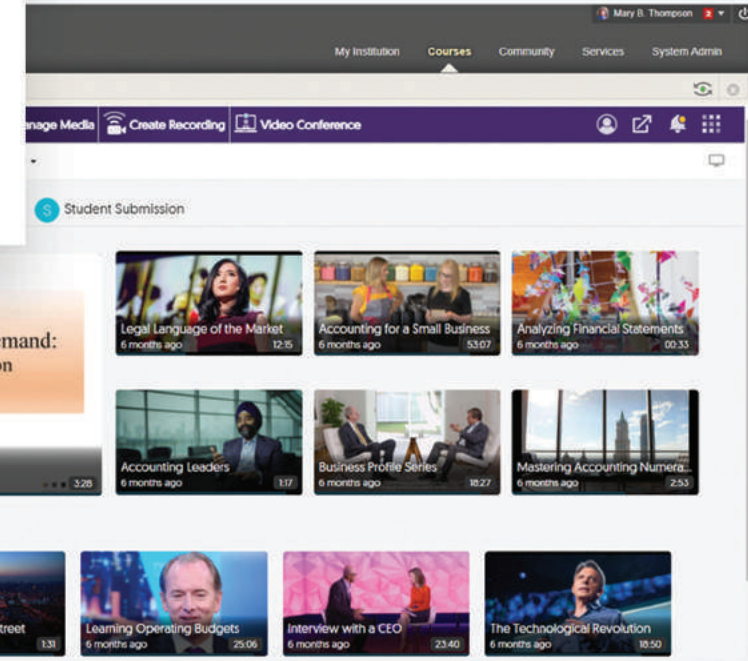 Mary B. Thompson 2
My Institution Courses Community Services System Admin
nage Media Create Recording Video Conference
S Student Submission
emand:
on
3:28
Legal Language of the Market
6 months ago 12:15
Accounting for a Small Business
6 months ago 53:07
Analyzing Financial Statements
6 months ago 00:33
Accounting Leaders
6 months ago 1:17
Business Profile Series
6 months ago 18:27
Mastering Accounting Numera...
6 months ago 2:53
treet
1:31
Learning Operating Budgets
6 months ago 25:06
Interview with a CEO
6 months ago 23:40
The Technological Revolution
6 months ago 18:50